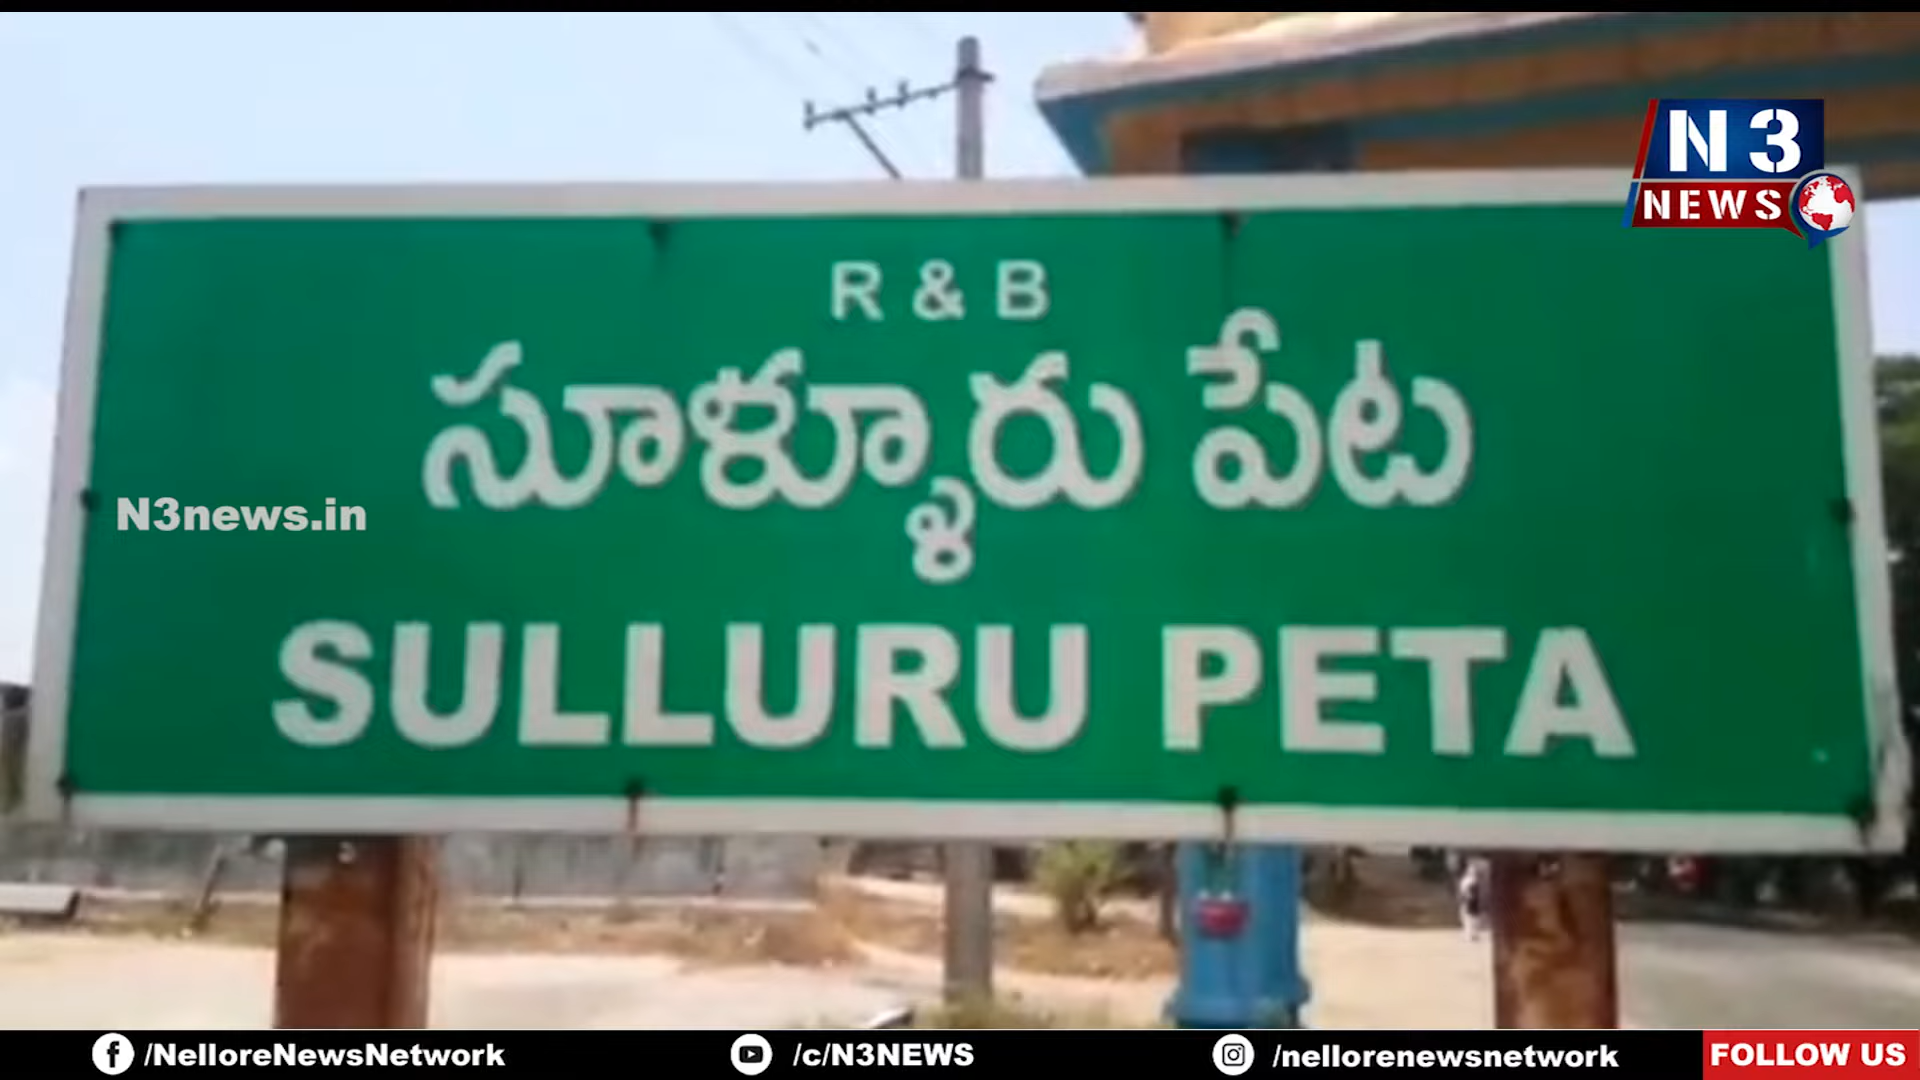 N 3
NEWS
R & B
సూళ్ళూరు పేట
N3news.in
SULLURU PETA
/NelloreNewsNetwork
/c/N3NEWS
/nellorenewsnetwork
FOLLOW US